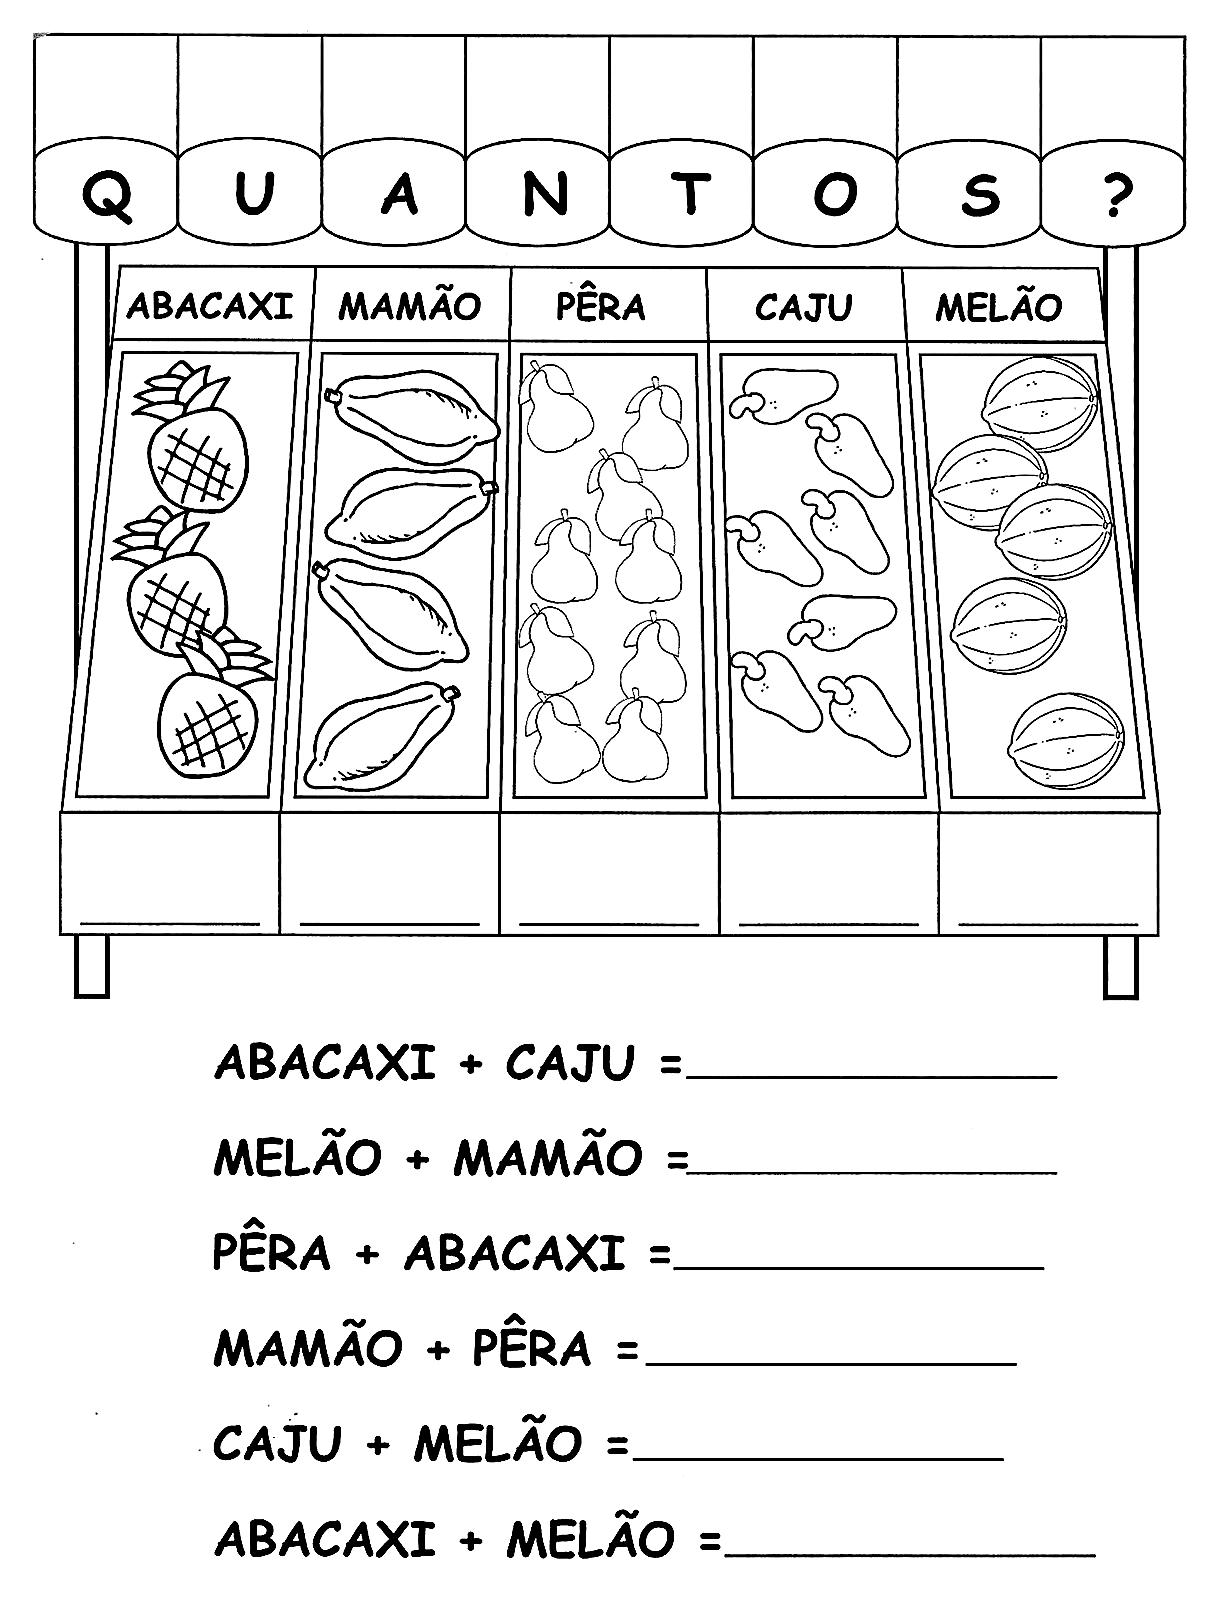 QUANTOS?
ABACAXI MAMÃO PÊRA CAJU MELÃO
ABACAXI + CAJU =
MELÃO + MAMÃO =
PÊRA + ABACAXI =
MAMÃO + PÊRA =
CAJU + MELÃO =
ABACAXI + MELÃO =